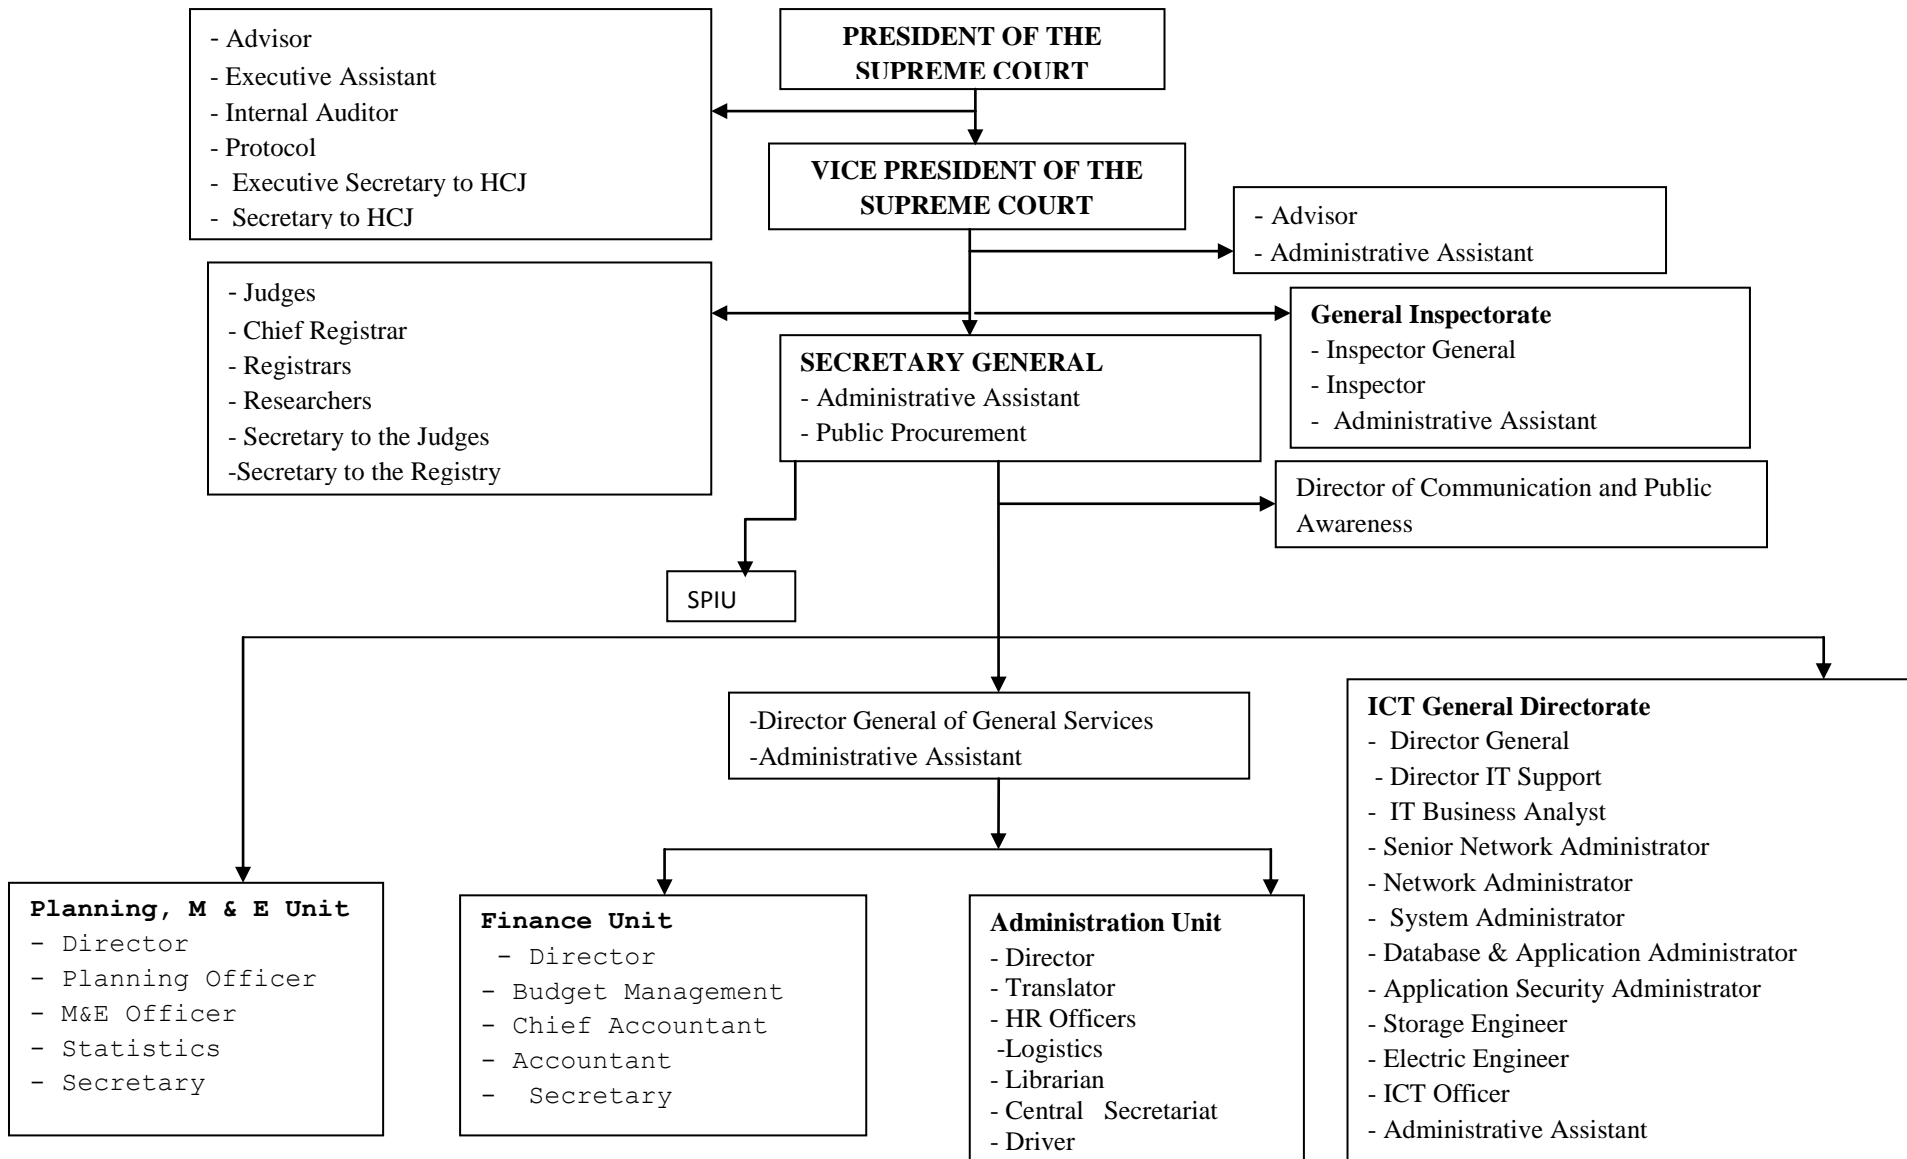 PRESIDENT OF THE
SUPREME COURT
- Advisor
- Executive Assistant
- Internal Auditor
- Protocol
- Executive Secretary to HCJ
- Secretary to HCJ
VICE PRESIDENT OF THE
SUPREME COURT
- Advisor
- Administrative Assistant
- Judges
- Chief Registrar
- Registrars
- Researchers
- Secretary to the Judges
-Secretary to the Registry
General Inspectorate
- Inspector General
- Inspector
- Administrative Assistant
SECRETARY GENERAL
- Administrative Assistant
- Public Procurement
Director of Communication and Public
Awareness
SPIU
-Director General of General Services
-Administrative Assistant
Planning, M & E Unit
- Director
- Planning Officer
- M&E Officer
- Statistics
- Secretary
Finance Unit
- Director
- Budget Management
- Chief Accountant
- Accountant
- Secretary
Administration Unit
- Director
- Translator
- HR Officers
-Logistics
- Librarian
- Central Secretariat
- Driver
ICT General Directorate
- Director General
- Director IT Support
- IT Business Analyst
- Senior Network Administrator
- Network Administrator
- System Administrator
- Database & Application Administrator
- Application Security Administrator
- Storage Engineer
- Electric Engineer
- ICT Officer
- Administrative Assistant